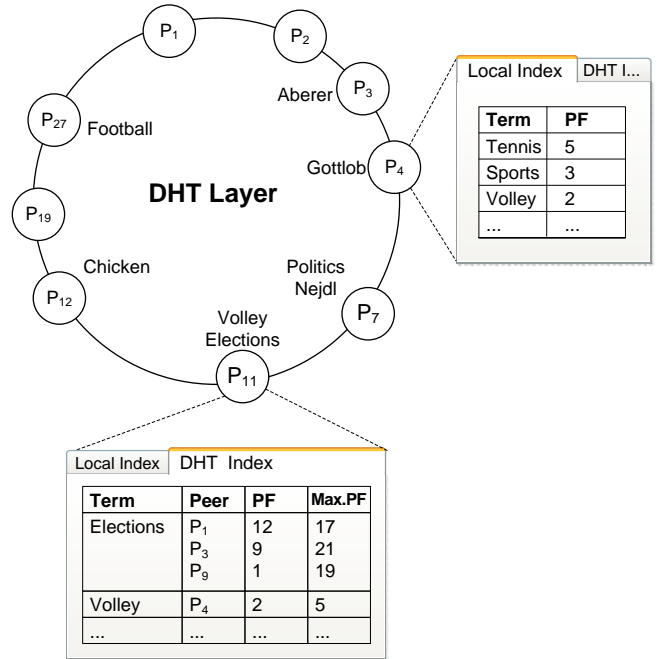 P1
P2
P3
Aberer
P27
Football
Gottlob
P4
DHT Layer
P19
Chicken
P12
Politics
Nejdl
P7
Volley
Elections
P11
Local Index
DHT I...
Term PF
Tennis 5
Sports 3
Volley 2
... ...
Local Index
DHT Index
Term Peer PF Max.PF
Elections P1 12 17
P3 9 21
P9 1 19
Volley P4 2 5
... ... ... ...